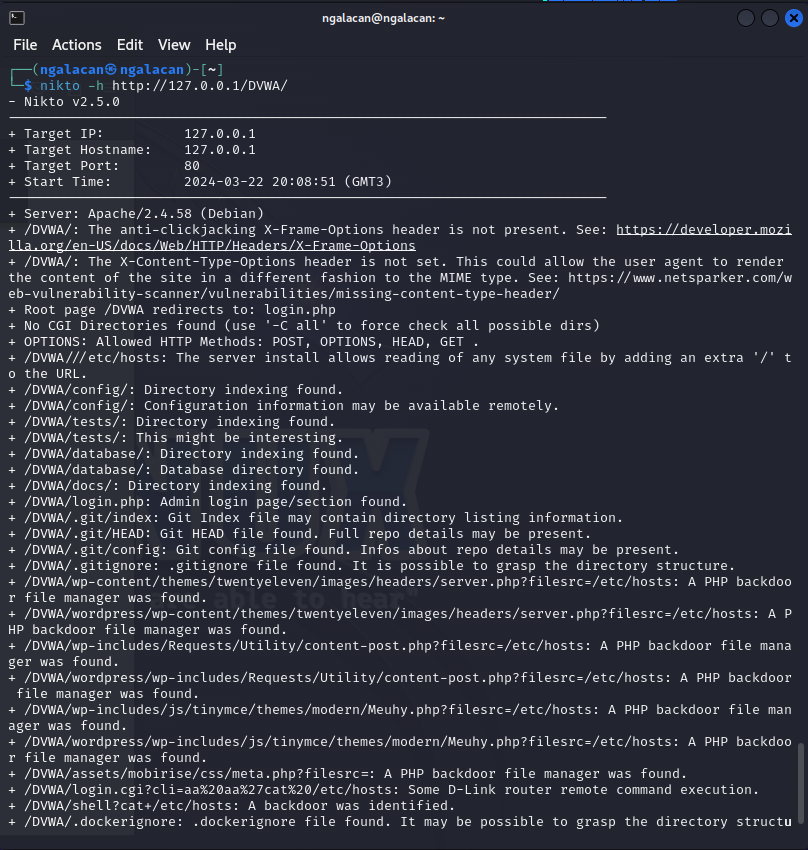 ngalacan@ngalacan: ~
File Actions Edit View Help
┌──(ngalacan㉿ngalacan)-[~]
└─$ nikto -h http://127.0.0.1/DVWA/
- Nikto v2.5.0
---------------------------------------------------------------------------
+ Target IP:          127.0.0.1
+ Target Hostname:    127.0.0.1
+ Target Port:        80
+ Start Time:         2024-03-22 20:08:51 (GMT3)
---------------------------------------------------------------------------
+ Server: Apache/2.4.58 (Debian)
+ /DVWA/: The anti-clickjacking X-Frame-Options header is not present. See: https://developer.mozi
lla.org/en-US/docs/Web/HTTP/Headers/X-Frame-Options
+ /DVWA/: The X-Content-Type-Options header is not set. This could allow the user agent to render
the content of the site in a different fashion to the MIME type. See: https://www.netsparker.com/w
eb-vulnerability-scanner/vulnerabilities/missing-content-type-header/
+ Root page /DVWA redirects to: login.php
+ No CGI Directories found (use '-C all' to force check all possible dirs)
+ OPTIONS: Allowed HTTP Methods: POST, OPTIONS, HEAD, GET .
+ /DVWA///etc/hosts: The server install allows reading of any system file by adding an extra '/' t
o the URL.
+ /DVWA/config/: Directory indexing found.
+ /DVWA/config/: Configuration information may be available remotely.
+ /DVWA/tests/: Directory indexing found.
+ /DVWA/tests/: This might be interesting.
+ /DVWA/database/: Directory indexing found.
+ /DVWA/database/: Database directory found.
+ /DVWA/docs/: Directory indexing found.
+ /DVWA/login.php: Admin login page/section found.
+ /DVWA/.git/index: Git Index file may contain directory listing information.
+ /DVWA/.git/HEAD: Git HEAD file found. Full repo details may be present.
+ /DVWA/.git/config: Git config file found. Infos about repo details may be present.
+ /DVWA/.gitignore: .gitignore file found. It is possible to grasp the directory structure.
+ /DVWA/wp-content/themes/twentyeleven/images/headers/server.php?filesrc=/etc/hosts: A PHP backdoo
r file manager was found.
+ /DVWA/wordpress/wp-content/themes/twentyeleven/images/headers/server.php?filesrc=/etc/hosts: A P
HP backdoor file manager was found.
+ /DVWA/wp-includes/Requests/Utility/content-post.php?filesrc=/etc/hosts: A PHP backdoor file mana
ger was found.
+ /DVWA/wordpress/wp-includes/Requests/Utility/content-post.php?filesrc=/etc/hosts: A PHP backdoor
 file manager was found.
+ /DVWA/wp-includes/js/tinymce/themes/modern/Meuhy.php?filesrc=/etc/hosts: A PHP backdoor file man
ager was found.
+ /DVWA/wordpress/wp-includes/js/tinymce/themes/modern/Meuhy.php?filesrc=/etc/hosts: A PHP backdoo
r file manager was found.
+ /DVWA/assets/mobirise/css/meta.php?filesrc=: A PHP backdoor file manager was found.
+ /DVWA/login.cgi?cli=aa%20aa%27cat%20/etc/hosts: Some D-Link router remote command execution.
+ /DVWA/shell?cat+/etc/hosts: A backdoor was identified.
+ /DVWA/.dockerignore: .dockerignore file found. It may be possible to grasp the directory structu